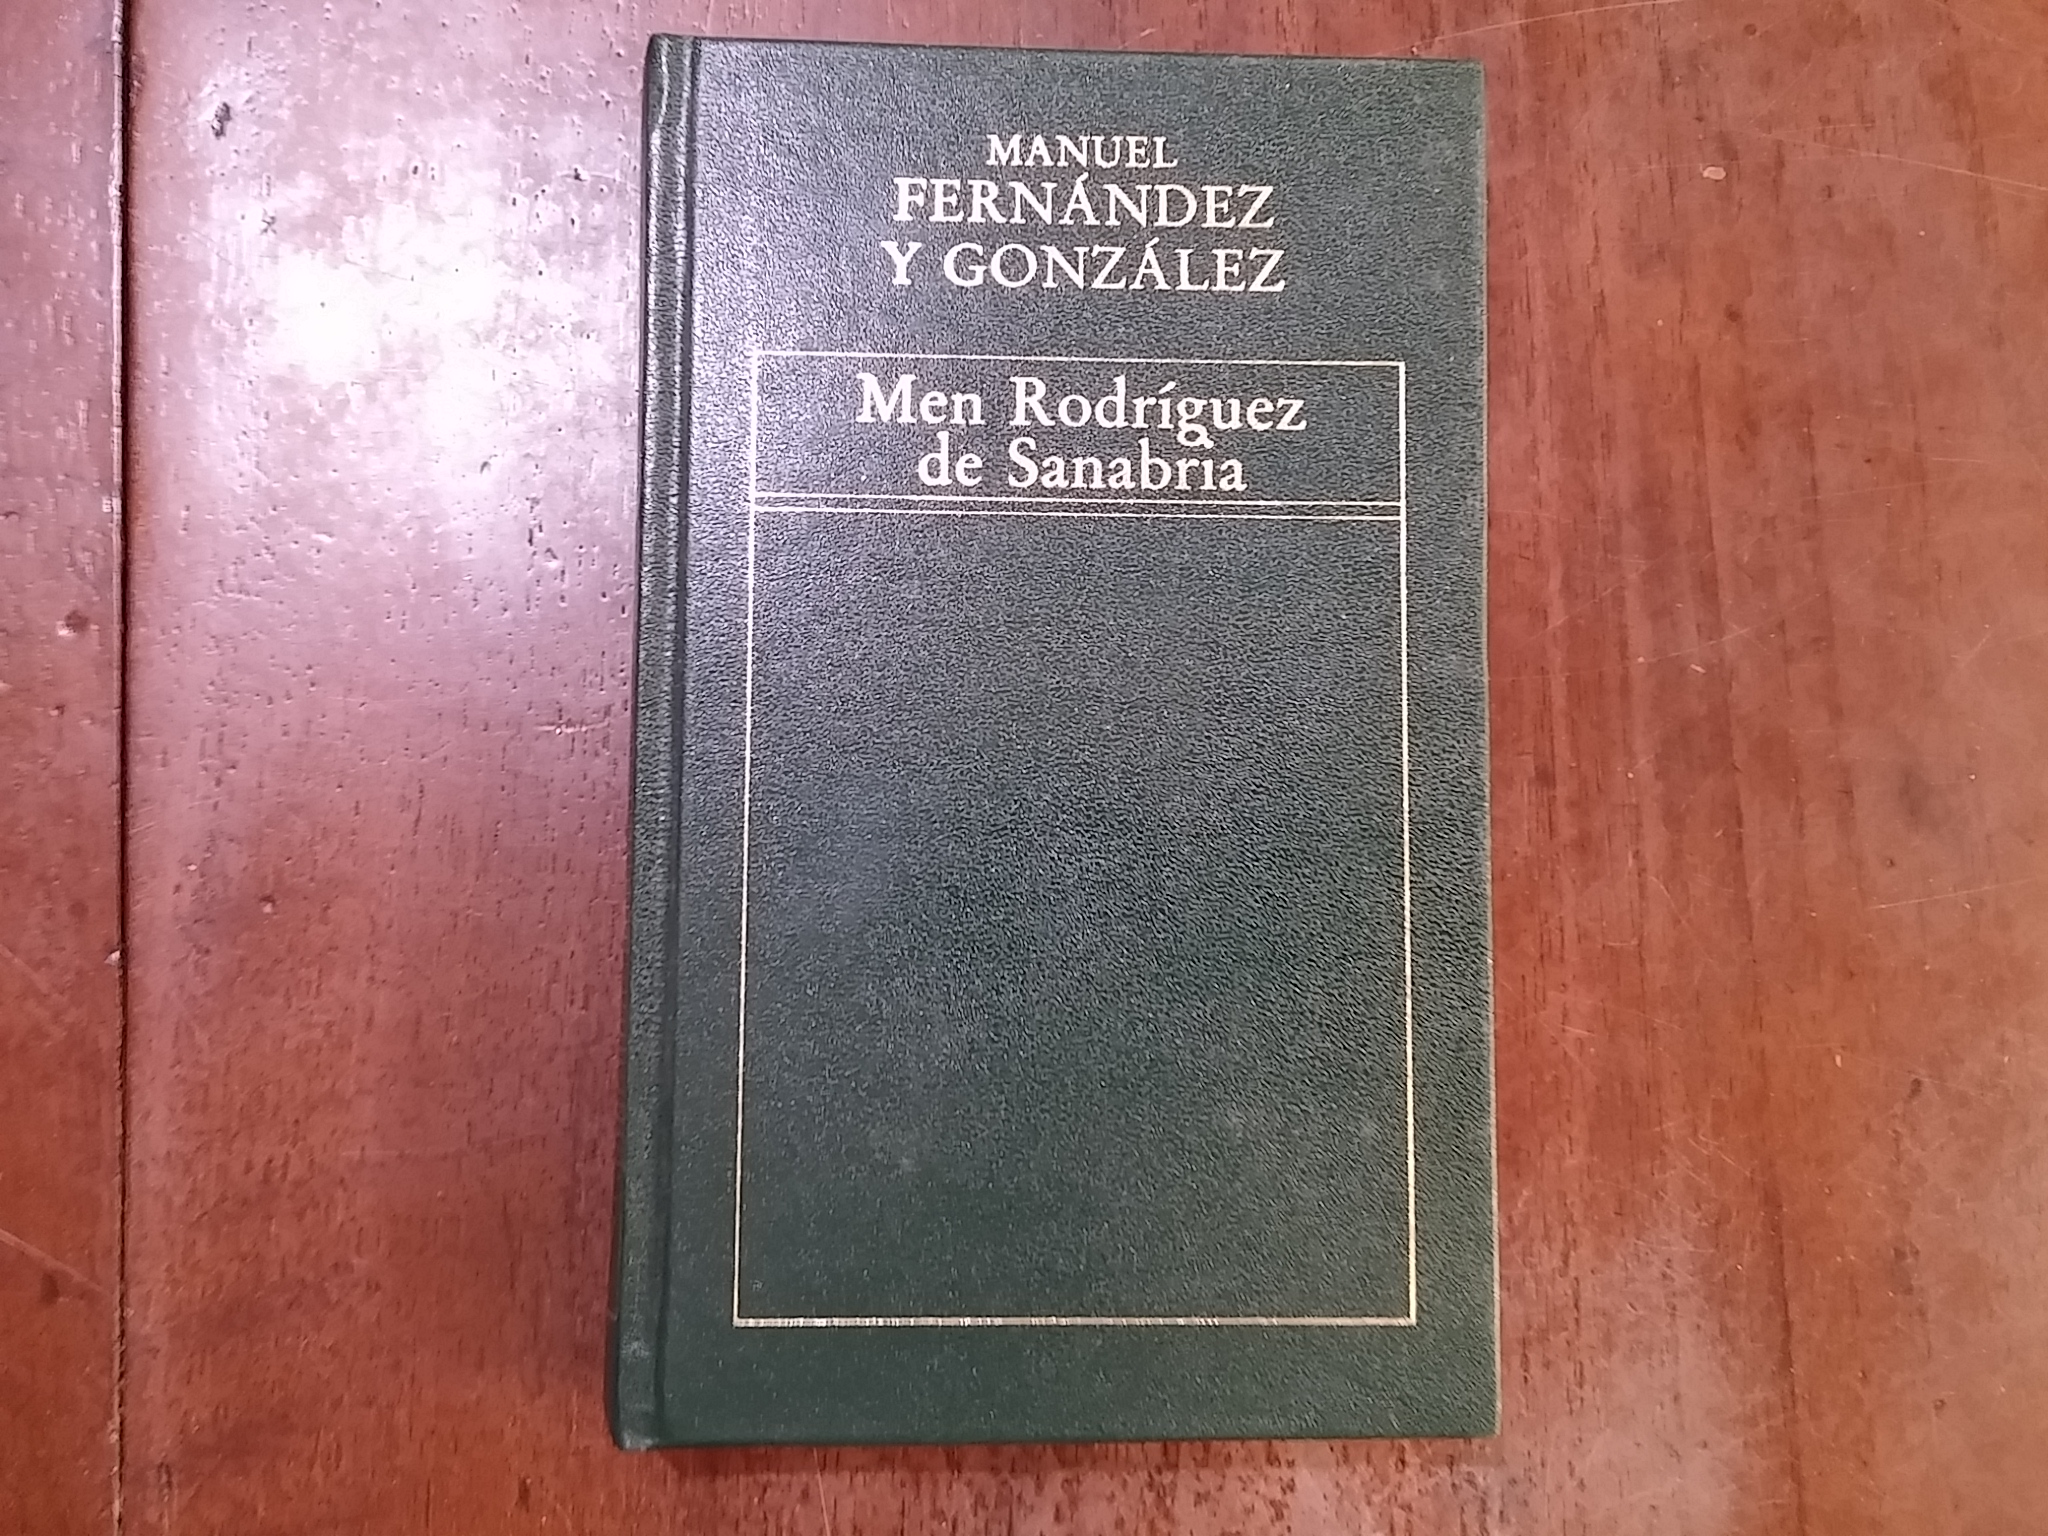 MANUEL
FERNÁNDEZ
Y GONZÁLEZ
Men Rodríguez
de Sanabria